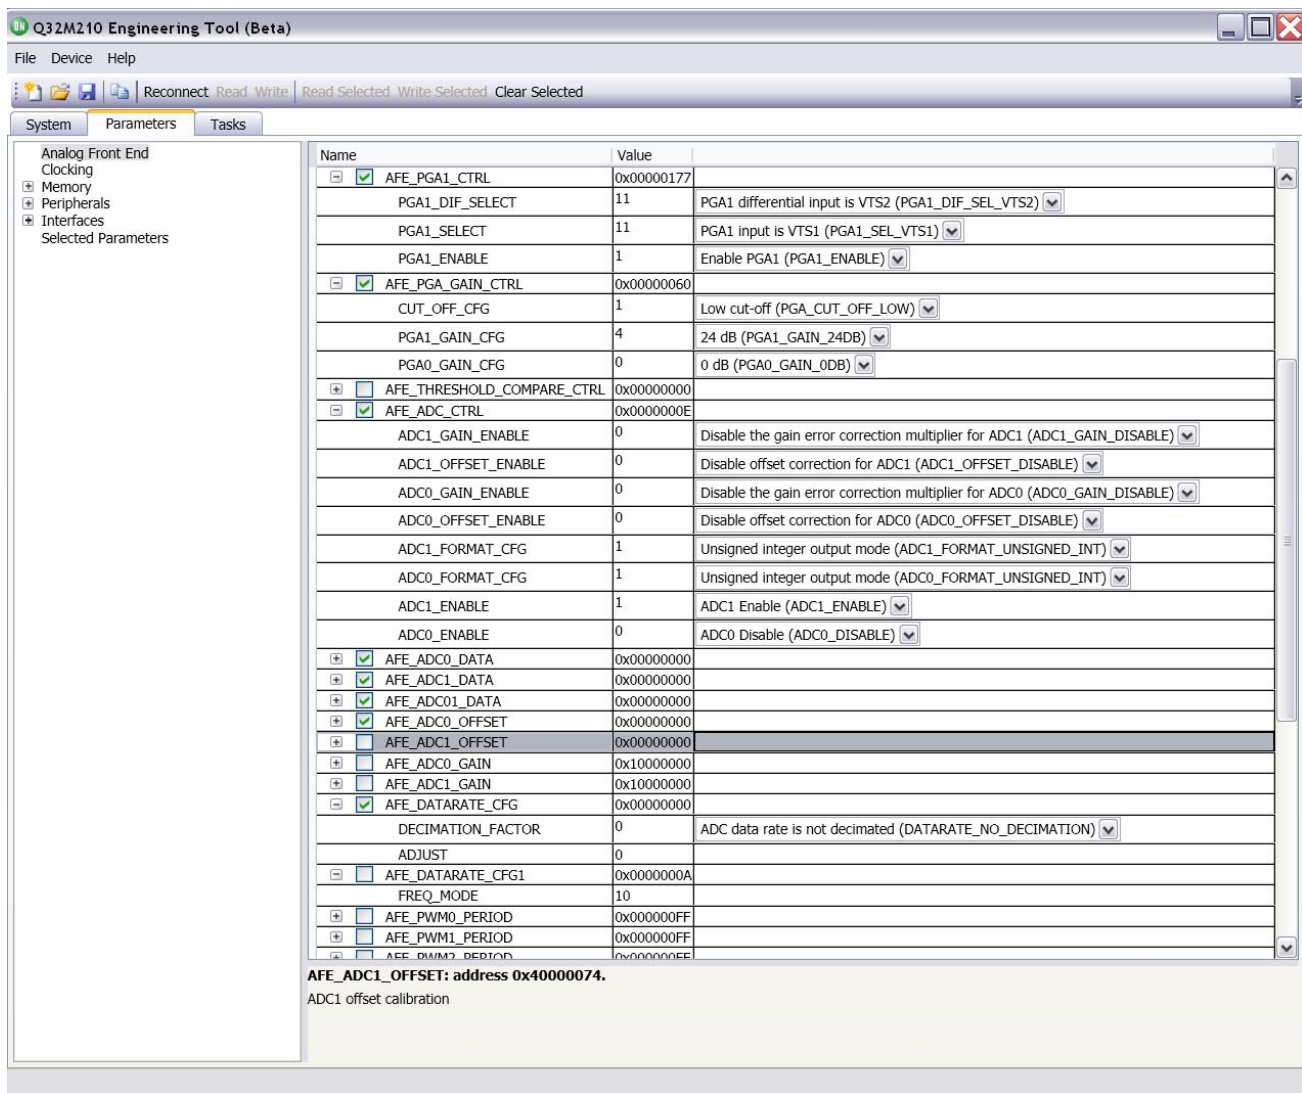 ON Q32M210 Engineering Tool (Beta)
File Device Help
Reconnect Read Write Read Selected Write Selected Clear Selected
System Parameters Tasks
Analog Front End
Clocking
Memory
Peripherals
Interfaces
Selected Parameters
Name Value
AFE_PGA1_CTRL 0x00000177
PGA1_DIF_SELECT 11 PGA1 differential input is VTS2 (PGA1_DIF_SEL_VTS2)
PGA1_SELECT 11 PGA1 input is VTS1 (PGA1_SEL_VTS1)
PGA1_ENABLE 1 Enable PGA1 (PGA1_ENABLE)
AFE_PGA_GAIN_CTRL 0x00000060
CUT_OFF_CFG 1 Low cut-off (PGA_CUT_OFF_LOW)
PGA1_GAIN_CFG 4 24 dB (PGA1_GAIN_24DB)
PGA0_GAIN_CFG 0 0 dB (PGA0_GAIN_0DB)
AFE_THRESHOLD_COMPARE_CTRL 0x00000000
AFE_ADC_CTRL 0x0000000E
ADC1_GAIN_ENABLE 0 Disable the gain error correction multiplier for ADC1 (ADC1_GAIN_DISABLE)
ADC1_OFFSET_ENABLE 0 Disable offset correction for ADC1 (ADC1_OFFSET_DISABLE)
ADC0_GAIN_ENABLE 0 Disable the gain error correction multiplier for ADC0 (ADC0_GAIN_DISABLE)
ADC0_OFFSET_ENABLE 0 Disable offset correction for ADC0 (ADC0_OFFSET_DISABLE)
ADC1_FORMAT_CFG 1 Unsigned integer output mode (ADC1_FORMAT_UNSIGNED_INT)
ADC0_FORMAT_CFG 1 Unsigned integer output mode (ADC0_FORMAT_UNSIGNED_INT)
ADC1_ENABLE 1 ADC1 Enable (ADC1_ENABLE)
ADC0_ENABLE 0 ADC0 Disable (ADC0_DISABLE)
AFE_ADC0_DATA 0x00000000
AFE_ADC1_DATA 0x00000000
AFE_ADC01_DATA 0x00000000
AFE_ADC0_OFFSET 0x00000000
AFE_ADC1_OFFSET 0x00000000
AFE_ADC0_GAIN 0x10000000
AFE_ADC1_GAIN 0x10000000
AFE_DATARATE_CFG 0x00000000
DECIMATION_FACTOR 0 ADC data rate is not decimated (DATARATE_NO_DECIMATION)
ADJUST 0
AFE_DATARATE_CFG1 0x0000000A
FREQ_MODE 10
AFE_PWM0_PERIOD 0x000000FF
AFE_PWM1_PERIOD 0x000000FF
AFE_PWM2_PERIOD 0x000000FF
AFE_ADC1_OFFSET: address 0x40000074.
ADC1 offset calibration